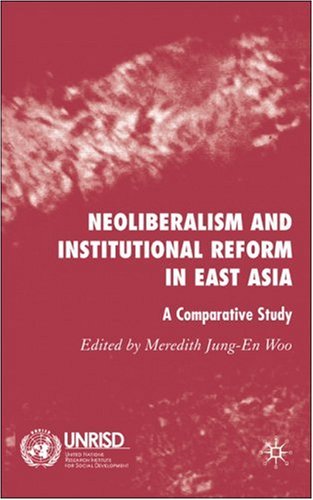 NEOLIBERALISM AND
INSTITUTIONAL REFORM
IN EAST ASIA
A Comparative Study
Edited by Meredith Jung-En Woo
UNRISD
UNITED NATIONS
RESEARCH INSTITUTE
FOR SOCIAL DEVELOPMENT